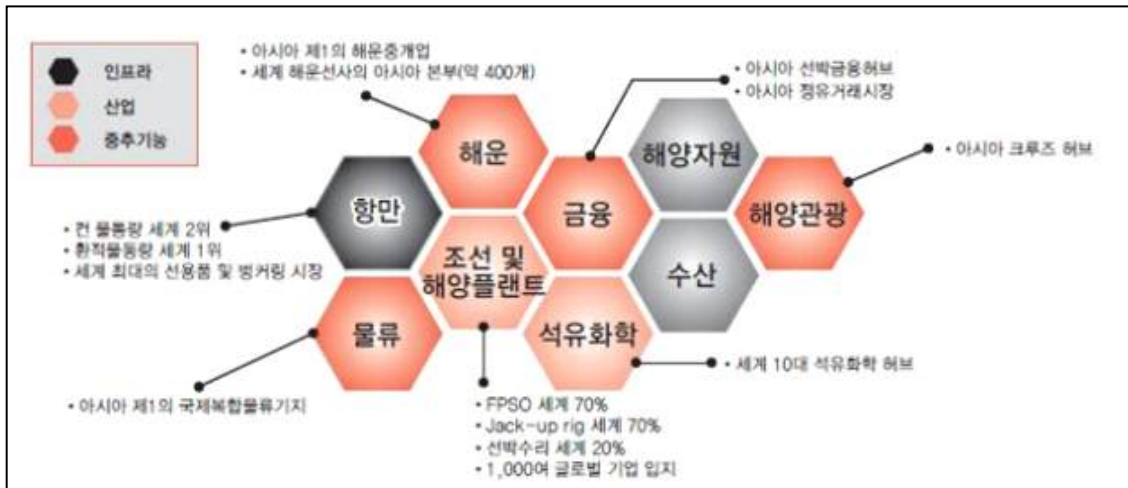 인프라
산업
중추기능
• 아시아 제1의 해운중개업
• 세계 해운선사의 아시아 본부(약 400개)
• 아시아 선박금융허브
• 아시아 정유거래시장
해운
해양자원
• 아시아 크루즈 허브
항만
금융
해양관광
• 컨 물동량 세계 2위
• 환적물동량 세계 1위
• 세계 최대의 선용품 및 벙커링 시장
조선 및
해양플랜트
수산
물류
석유화학
• 세계 10대 석유화학 허브
• 아시아 제1의 국제복합물류기지
• FPSO 세계 70%
• Jack-up rig 세계 70%
• 선박수리 세계 20%
• 1,000여 글로벌 기업 입지